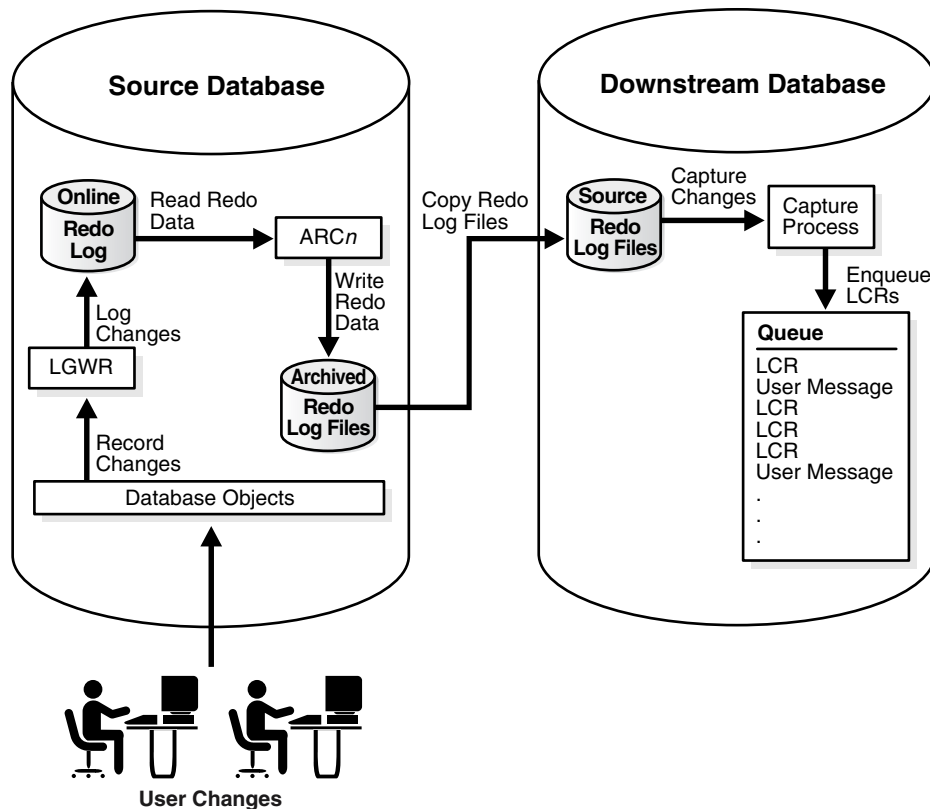 Source Database
Downstream Database
Online
Redo
Log
Read Redo
Data
ARCn
Copy Redo
Log Files
Source
Redo
Log Files
Capture
Changes
Capture
Process
Log
Changes
Write
Redo
Data
Enqueue
LCRs
LGWR
Archived
Redo
Log Files
Queue
LCR
User Message
LCR
LCR
LCR
User Message
.
.
.
Record
Changes
Database Objects
User Changes